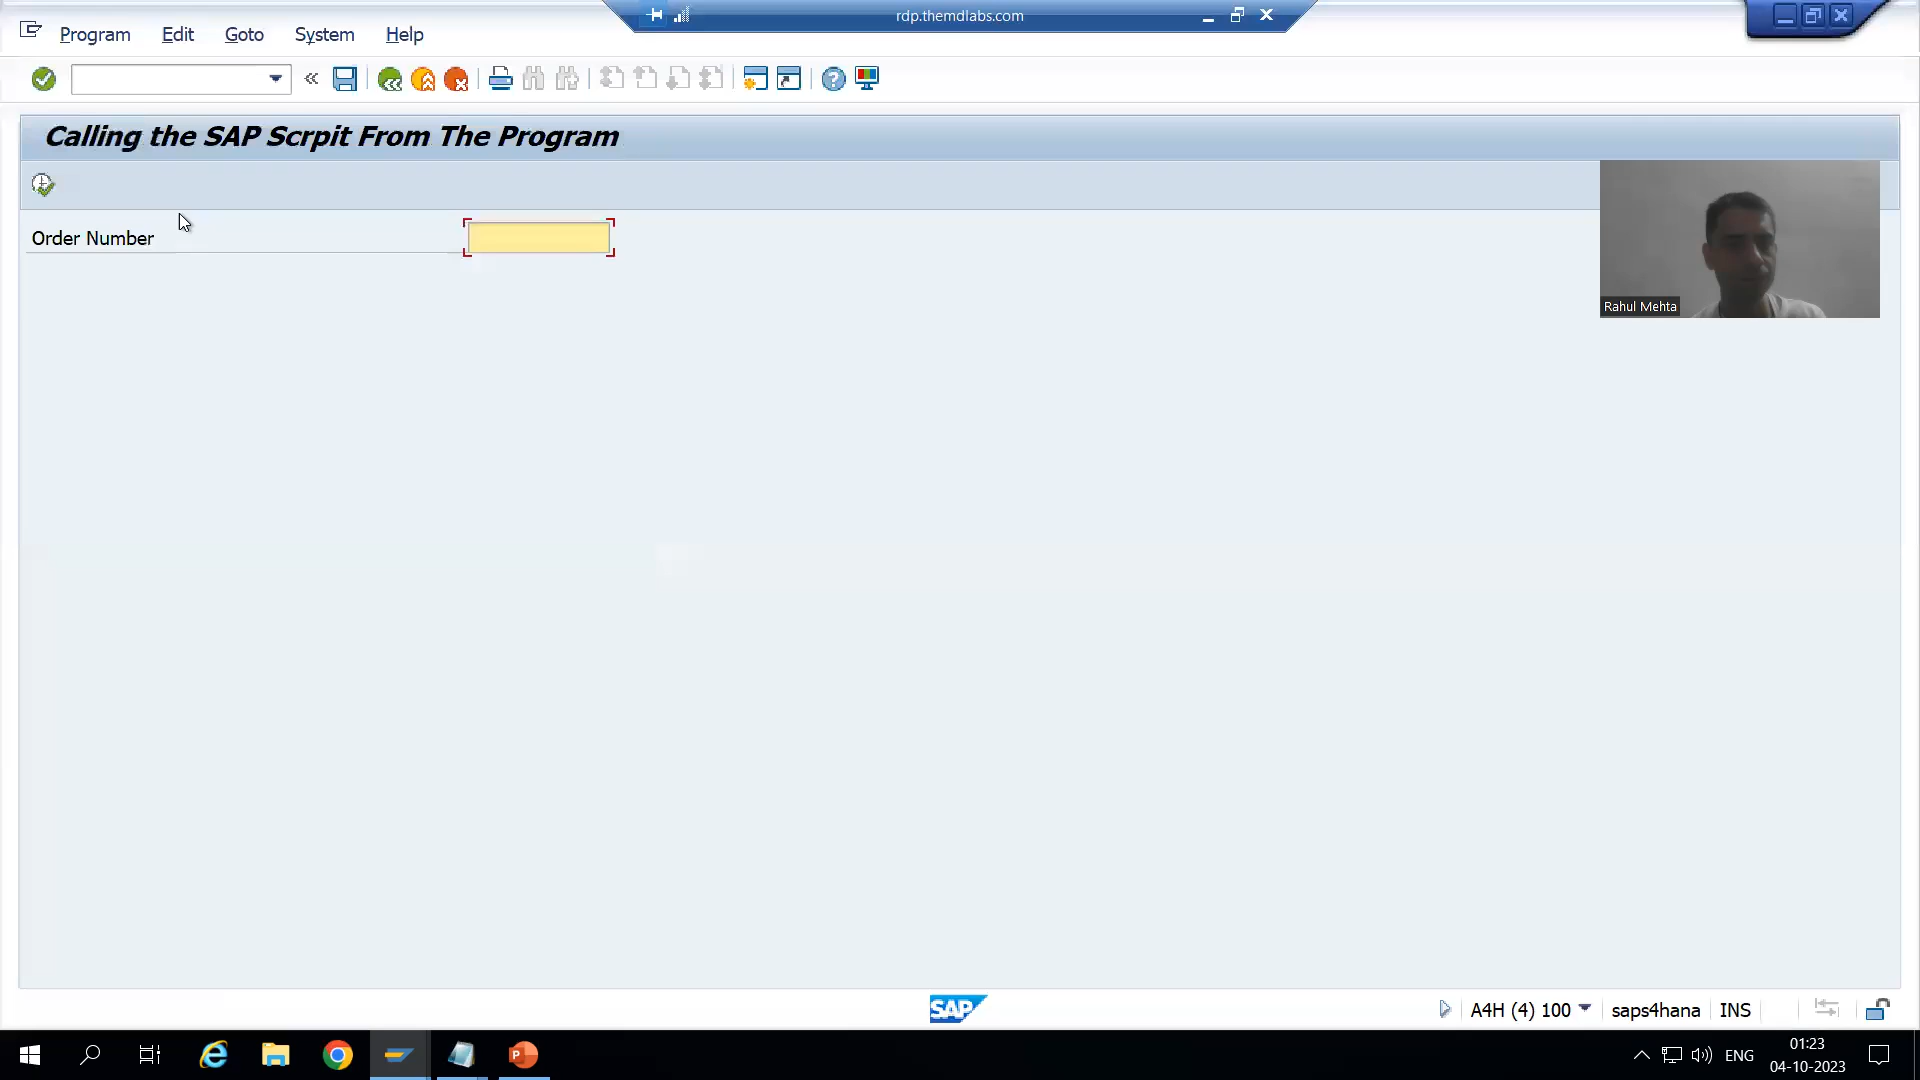 rdp.themdlabs.com
Program Edit Goto System Help
Calling the SAP Scrpit From The Program
Order Number
Rahul Mehta
SAP
A4H (4) 100 saps4hana INS
ENG
01:23
04-10-2023